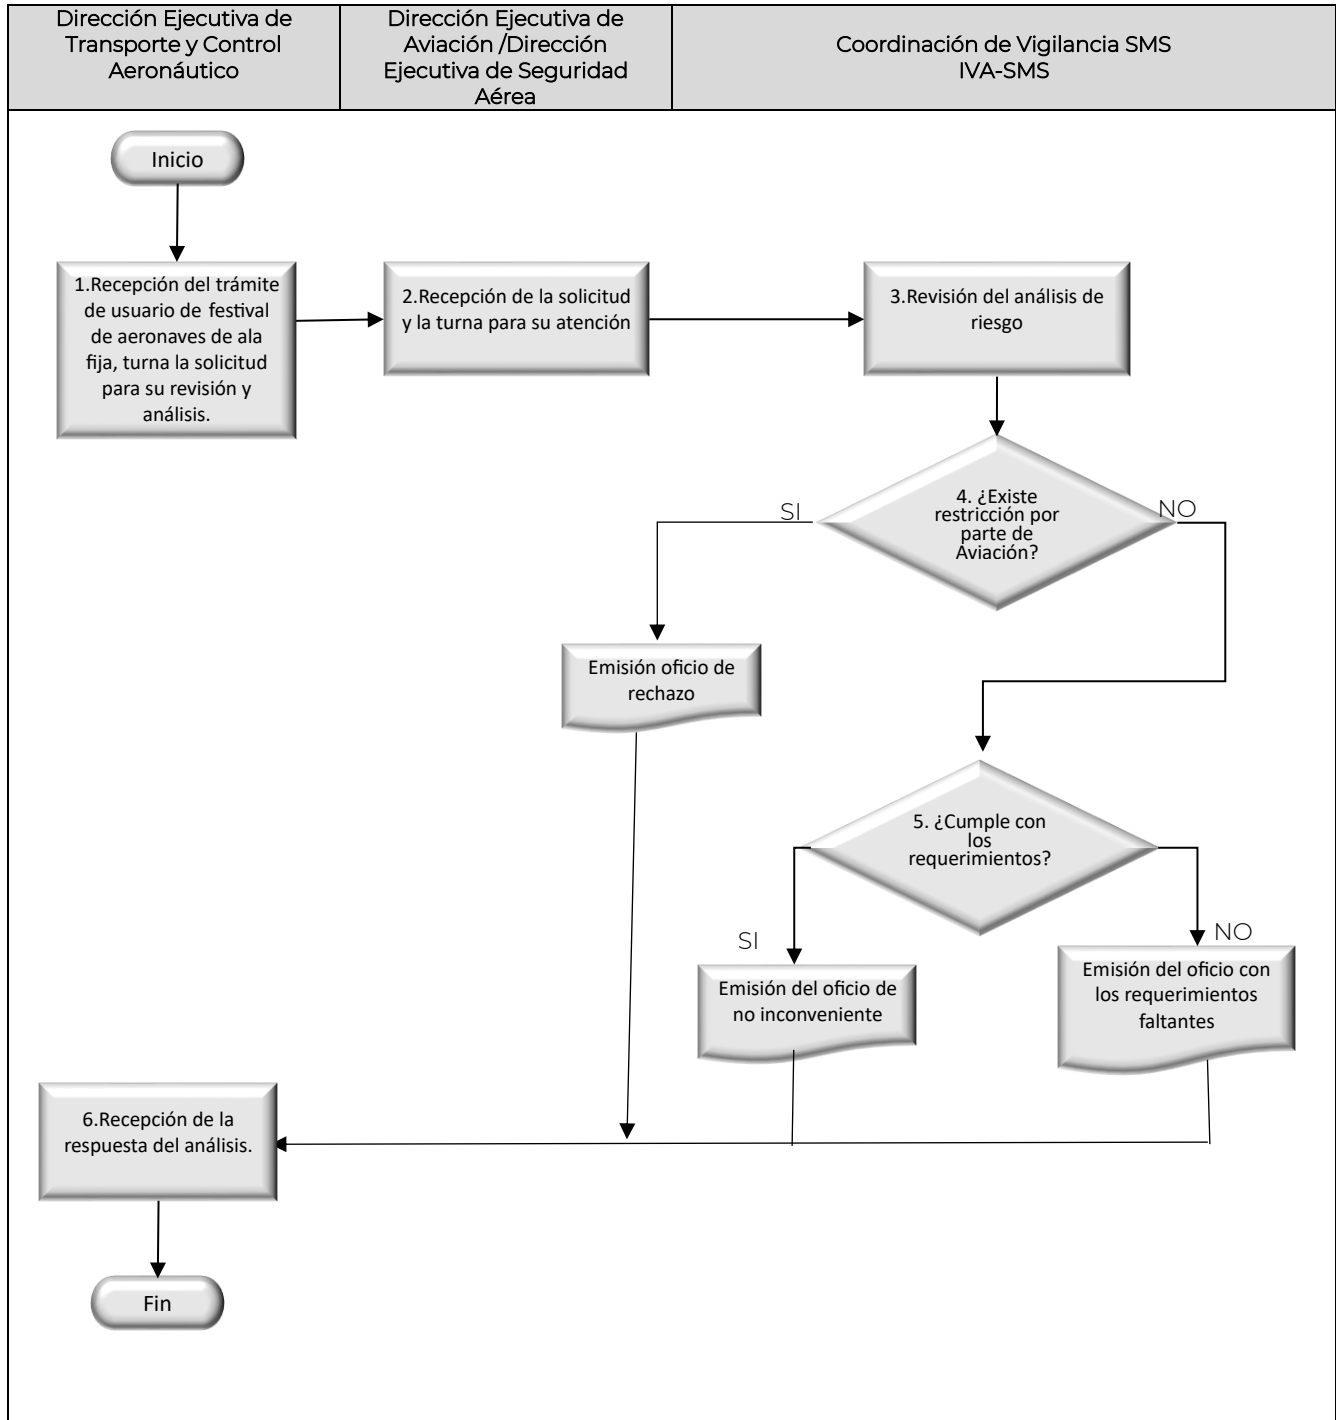 Dirección Ejecutiva de
Transporte y Control
Aeronáutico
Dirección Ejecutiva de
Aviación /Dirección
Ejecutiva de Seguridad
Aérea
Coordinación de Vigilancia SMS
IVA-SMS
Inicio
1.Recepción del trámite
de usuario de festival
de aeronaves de ala
fija, turna la solicitud
para su revisión y
análisis.
2.Recepción de la solicitud
y la turna para su atención
3.Revisión del análisis de
riesgo
4. ¿Existe
restricción por
parte de
Aviación?
SI
NO
Emisión oficio de
rechazo
5. ¿Cumple con
los
requerimientos?
SI
NO
Emisión del oficio de
no inconveniente
Emisión del oficio con
los requerimientos
faltantes
6.Recepción de la
respuesta del análisis.
Fin